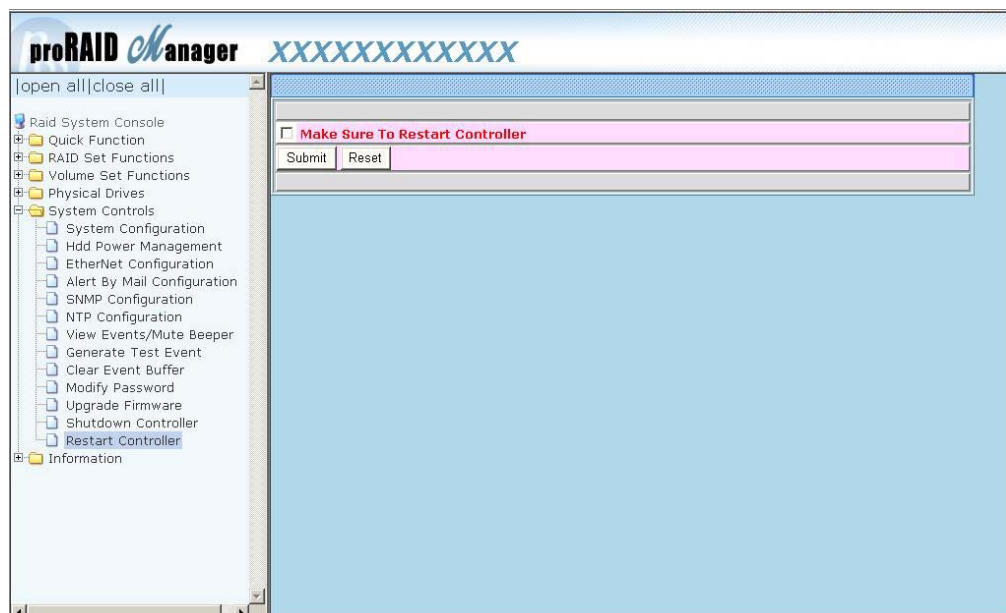 proRAID Manager XXXXXXXXXXXX
|open all|close all|
Raid System Console
Quick Function
RAID Set Functions
Volume Set Functions
Physical Drives
System Controls
System Configuration
Hdd Power Management
EtherNet Configuration
Alert By Mail Configuration
SNMP Configuration
NTP Configuration
View Events/Mute Beeper
Generate Test Event
Clear Event Buffer
Modify Password
Upgrade Firmware
Shutdown Controller
Restart Controller
Information
Make Sure To Restart Controller
Submit Reset